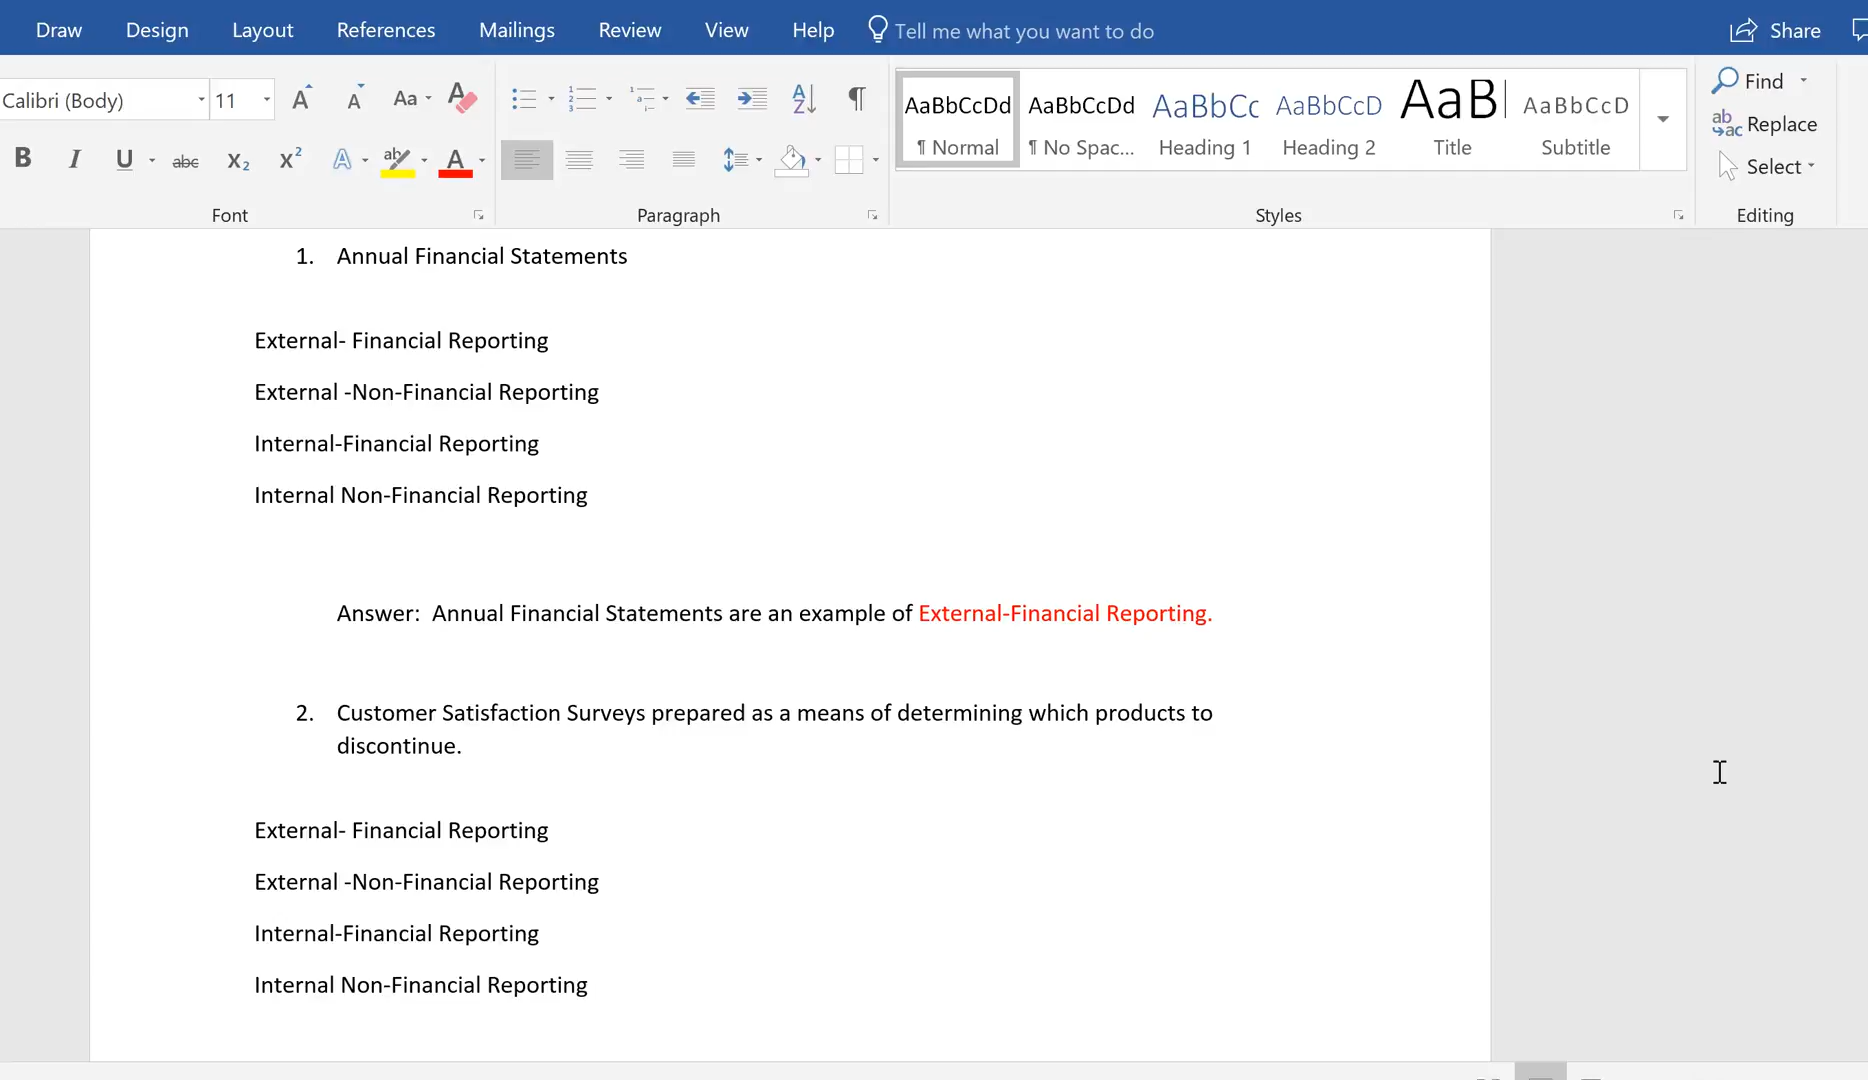 Draw Design Layout References Mailings Review View Help Tell me what you want to do Share
Calibri (Body) 11 A A Aa A A Z ¶
B I U abc X2 X2 A ab A
AaBbCcDd AaBbCcDd AaBbCc AaBbCcD AaB AaBbCcD
¶ Normal ¶ No Spac... Heading 1 Heading 2 Title Subtitle
Find
Replace
Select
Font Paragraph Styles Editing
1. Annual Financial Statements
External- Financial Reporting
External -Non-Financial Reporting
Internal-Financial Reporting
Internal Non-Financial Reporting
Answer: Annual Financial Statements are an example of External-Financial Reporting.
2. Customer Satisfaction Surveys prepared as a means of determining which products to
discontinue.
External- Financial Reporting
External -Non-Financial Reporting
Internal-Financial Reporting
Internal Non-Financial Reporting